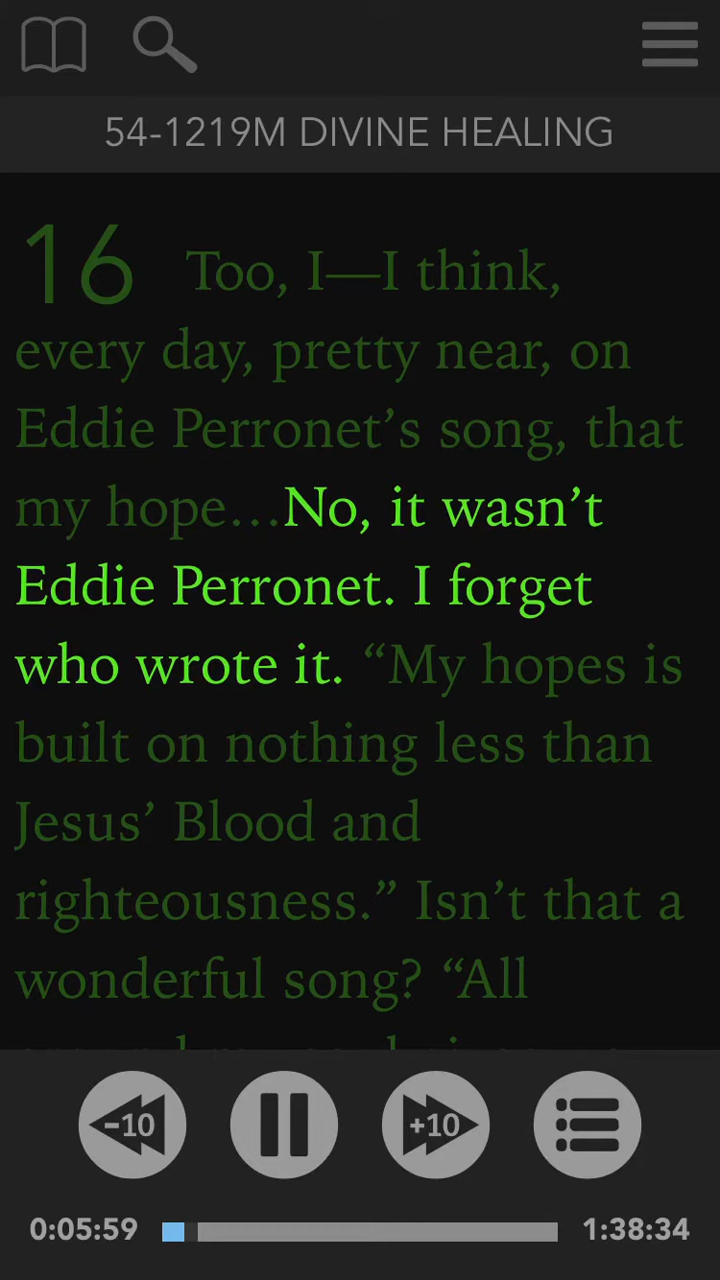 54-1219M DIVINE HEALING
16 Too, I—I think,
every day, pretty near, on
Eddie Perronet’s song, that
my hope…No, it wasn’t
Eddie Perronet. I forget
who wrote it. “My hopes is
built on nothing less than
Jesus’ Blood and
righteousness.” Isn’t that a
wonderful song? “All
-10 +10
0:05:59 1:38:34